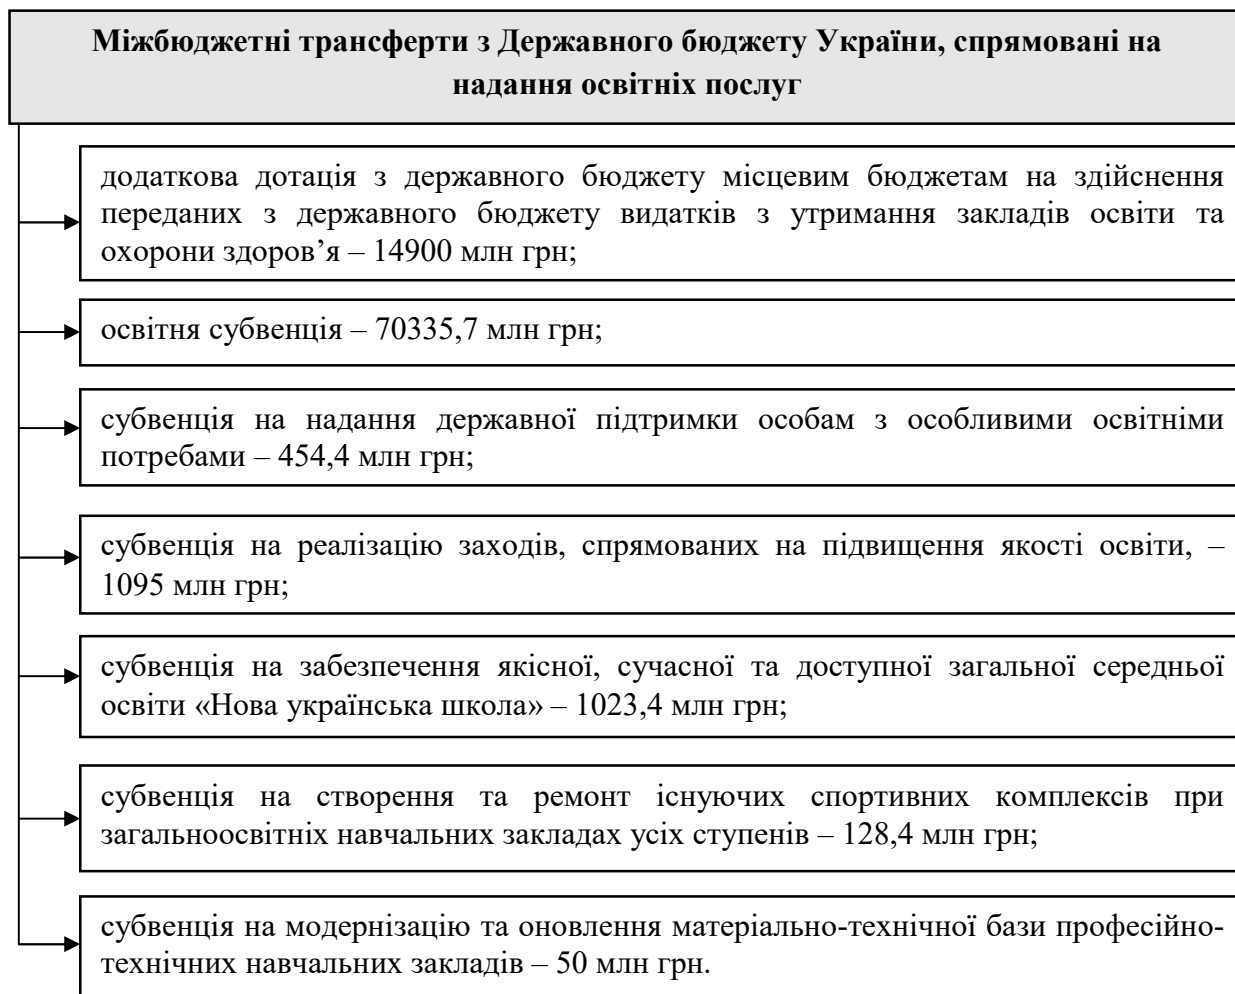 Міжбюджетні трансферти з Державного бюджету України, спрямовані на
надання освітніх послуг
додаткова дотація з державного бюджету місцевим бюджетам на здійснення
переданих з державного бюджету видатків з утримання закладів освіти та
охорони здоров’я – 14900 млн грн;
освітня субвенція – 70335,7 млн грн;
субвенція на надання державної підтримки особам з особливими освітніми
потребами – 454,4 млн грн;
субвенція на реалізацію заходів, спрямованих на підвищення якості освіти, –
1095 млн грн;
субвенція на забезпечення якісної, сучасної та доступної загальної середньої
освіти «Нова українська школа» – 1023,4 млн грн;
субвенція на створення та ремонт існуючих спортивних комплексів при
загальноосвітніх навчальних закладах усіх ступенів – 128,4 млн грн;
субвенція на модернізацію та оновлення матеріально-технічної бази професійно-
технічних навчальних закладів – 50 млн грн.